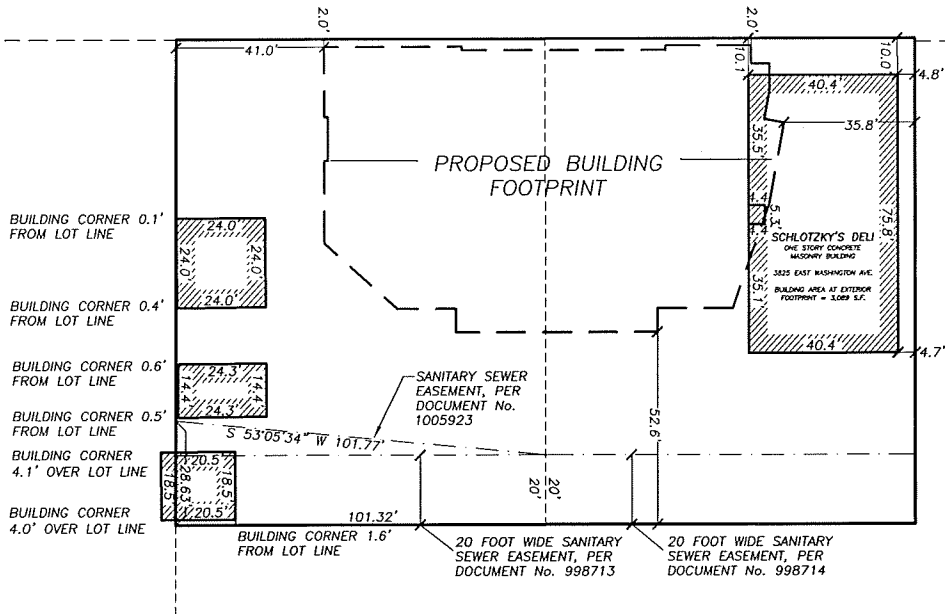 2.0'
2.0'
41.0'
10.1
10.0'
4.8'
40.4'
35.8'
35.5'
PROPOSED BUILDING
FOOTPRINT
4.4
5.3'
4.4
75.8'
SCHLOTZKY'S DELI
ONE STORY CONCRETE
MASONRY BUILDING
3825 EAST WASHINGTON AVE.
BUILDING AREA AT EXTERIOR
FOOTPRINT = 3,089 S.F.
35.1
40.4'
4.7'
BUILDING CORNER 0.1'
FROM LOT LINE
24.0'
24.0'
24.0'
24.0'
BUILDING CORNER 0.4'
FROM LOT LINE
BUILDING CORNER 0.6'
FROM LOT LINE
24.3'
14.4'
14.4'
24.3'
BUILDING CORNER 0.5'
FROM LOT LINE
SANITARY SEWER
EASEMENT, PER
DOCUMENT No.
1005923
S 53°05'34" W 101.77'
52.6'
BUILDING CORNER
4.1' OVER LOT LINE
20.5'
18.5'
28.63'
18.5'
20.5'
BUILDING CORNER
4.0' OVER LOT LINE
20'
20'
101.32'
BUILDING CORNER 1.6'
FROM LOT LINE
20 FOOT WIDE SANITARY
SEWER EASEMENT, PER
DOCUMENT No. 998713
20 FOOT WIDE SANITARY
SEWER EASEMENT, PER
DOCUMENT No. 998714